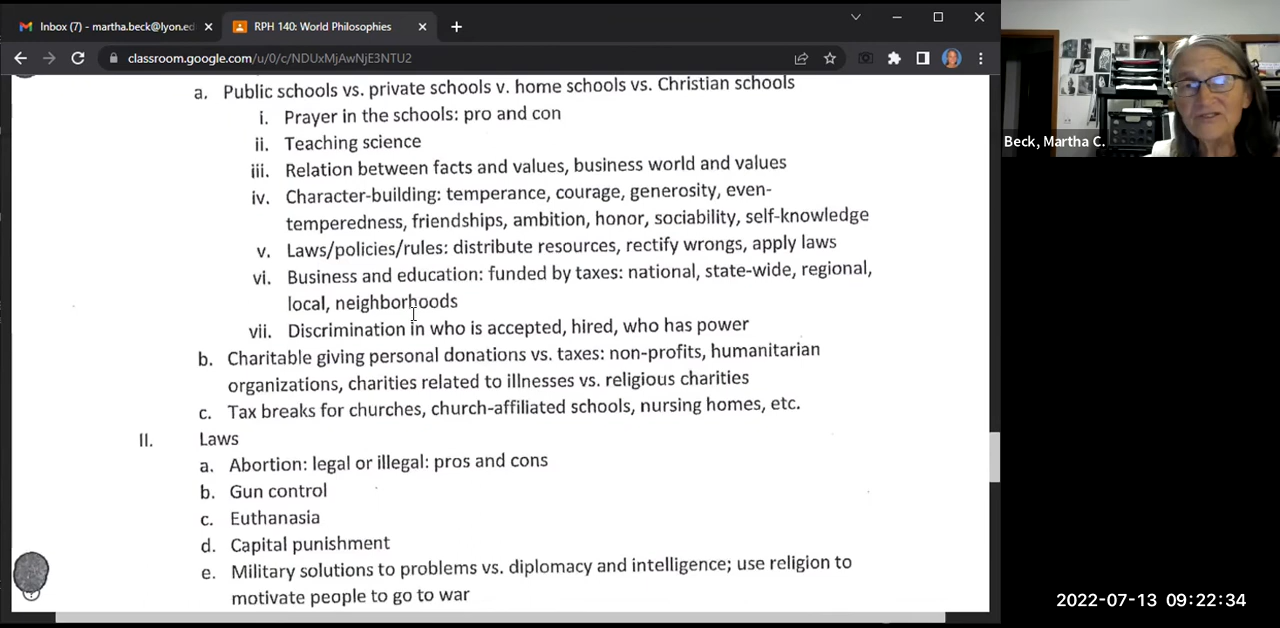 Inbox (7) - martha.beck@lyon.ed
RPH 140: World Philosophies
classroom.google.com/u/0/c/NDUxMjAwNjE3NTU2
a. Public schools vs. private schools v. home schools vs. Christian schools
i. Prayer in the schools: pro and con
ii. Teaching science
iii. Relation between facts and values, business world and values
iv. Character-building: temperance, courage, generosity, even-
temperedness, friendships, ambition, honor, sociability, self-knowledge
v. Laws/policies/rules: distribute resources, rectify wrongs, apply laws
vi. Business and education: funded by taxes: national, state-wide, regional,
local, neighborhoods
vii. Discrimination in who is accepted, hired, who has power
b. Charitable giving personal donations vs. taxes: non-profits, humanitarian
organizations, charities related to illnesses vs. religious charities
c. Tax breaks for churches, church-affiliated schools, nursing homes, etc.
II. Laws
a. Abortion: legal or illegal: pros and cons
b. Gun control
c. Euthanasia
d. Capital punishment
e. Military solutions to problems vs. diplomacy and intelligence; use religion to
motivate people to go to war
Beck, Martha C.
2022-07-13 09:22:34